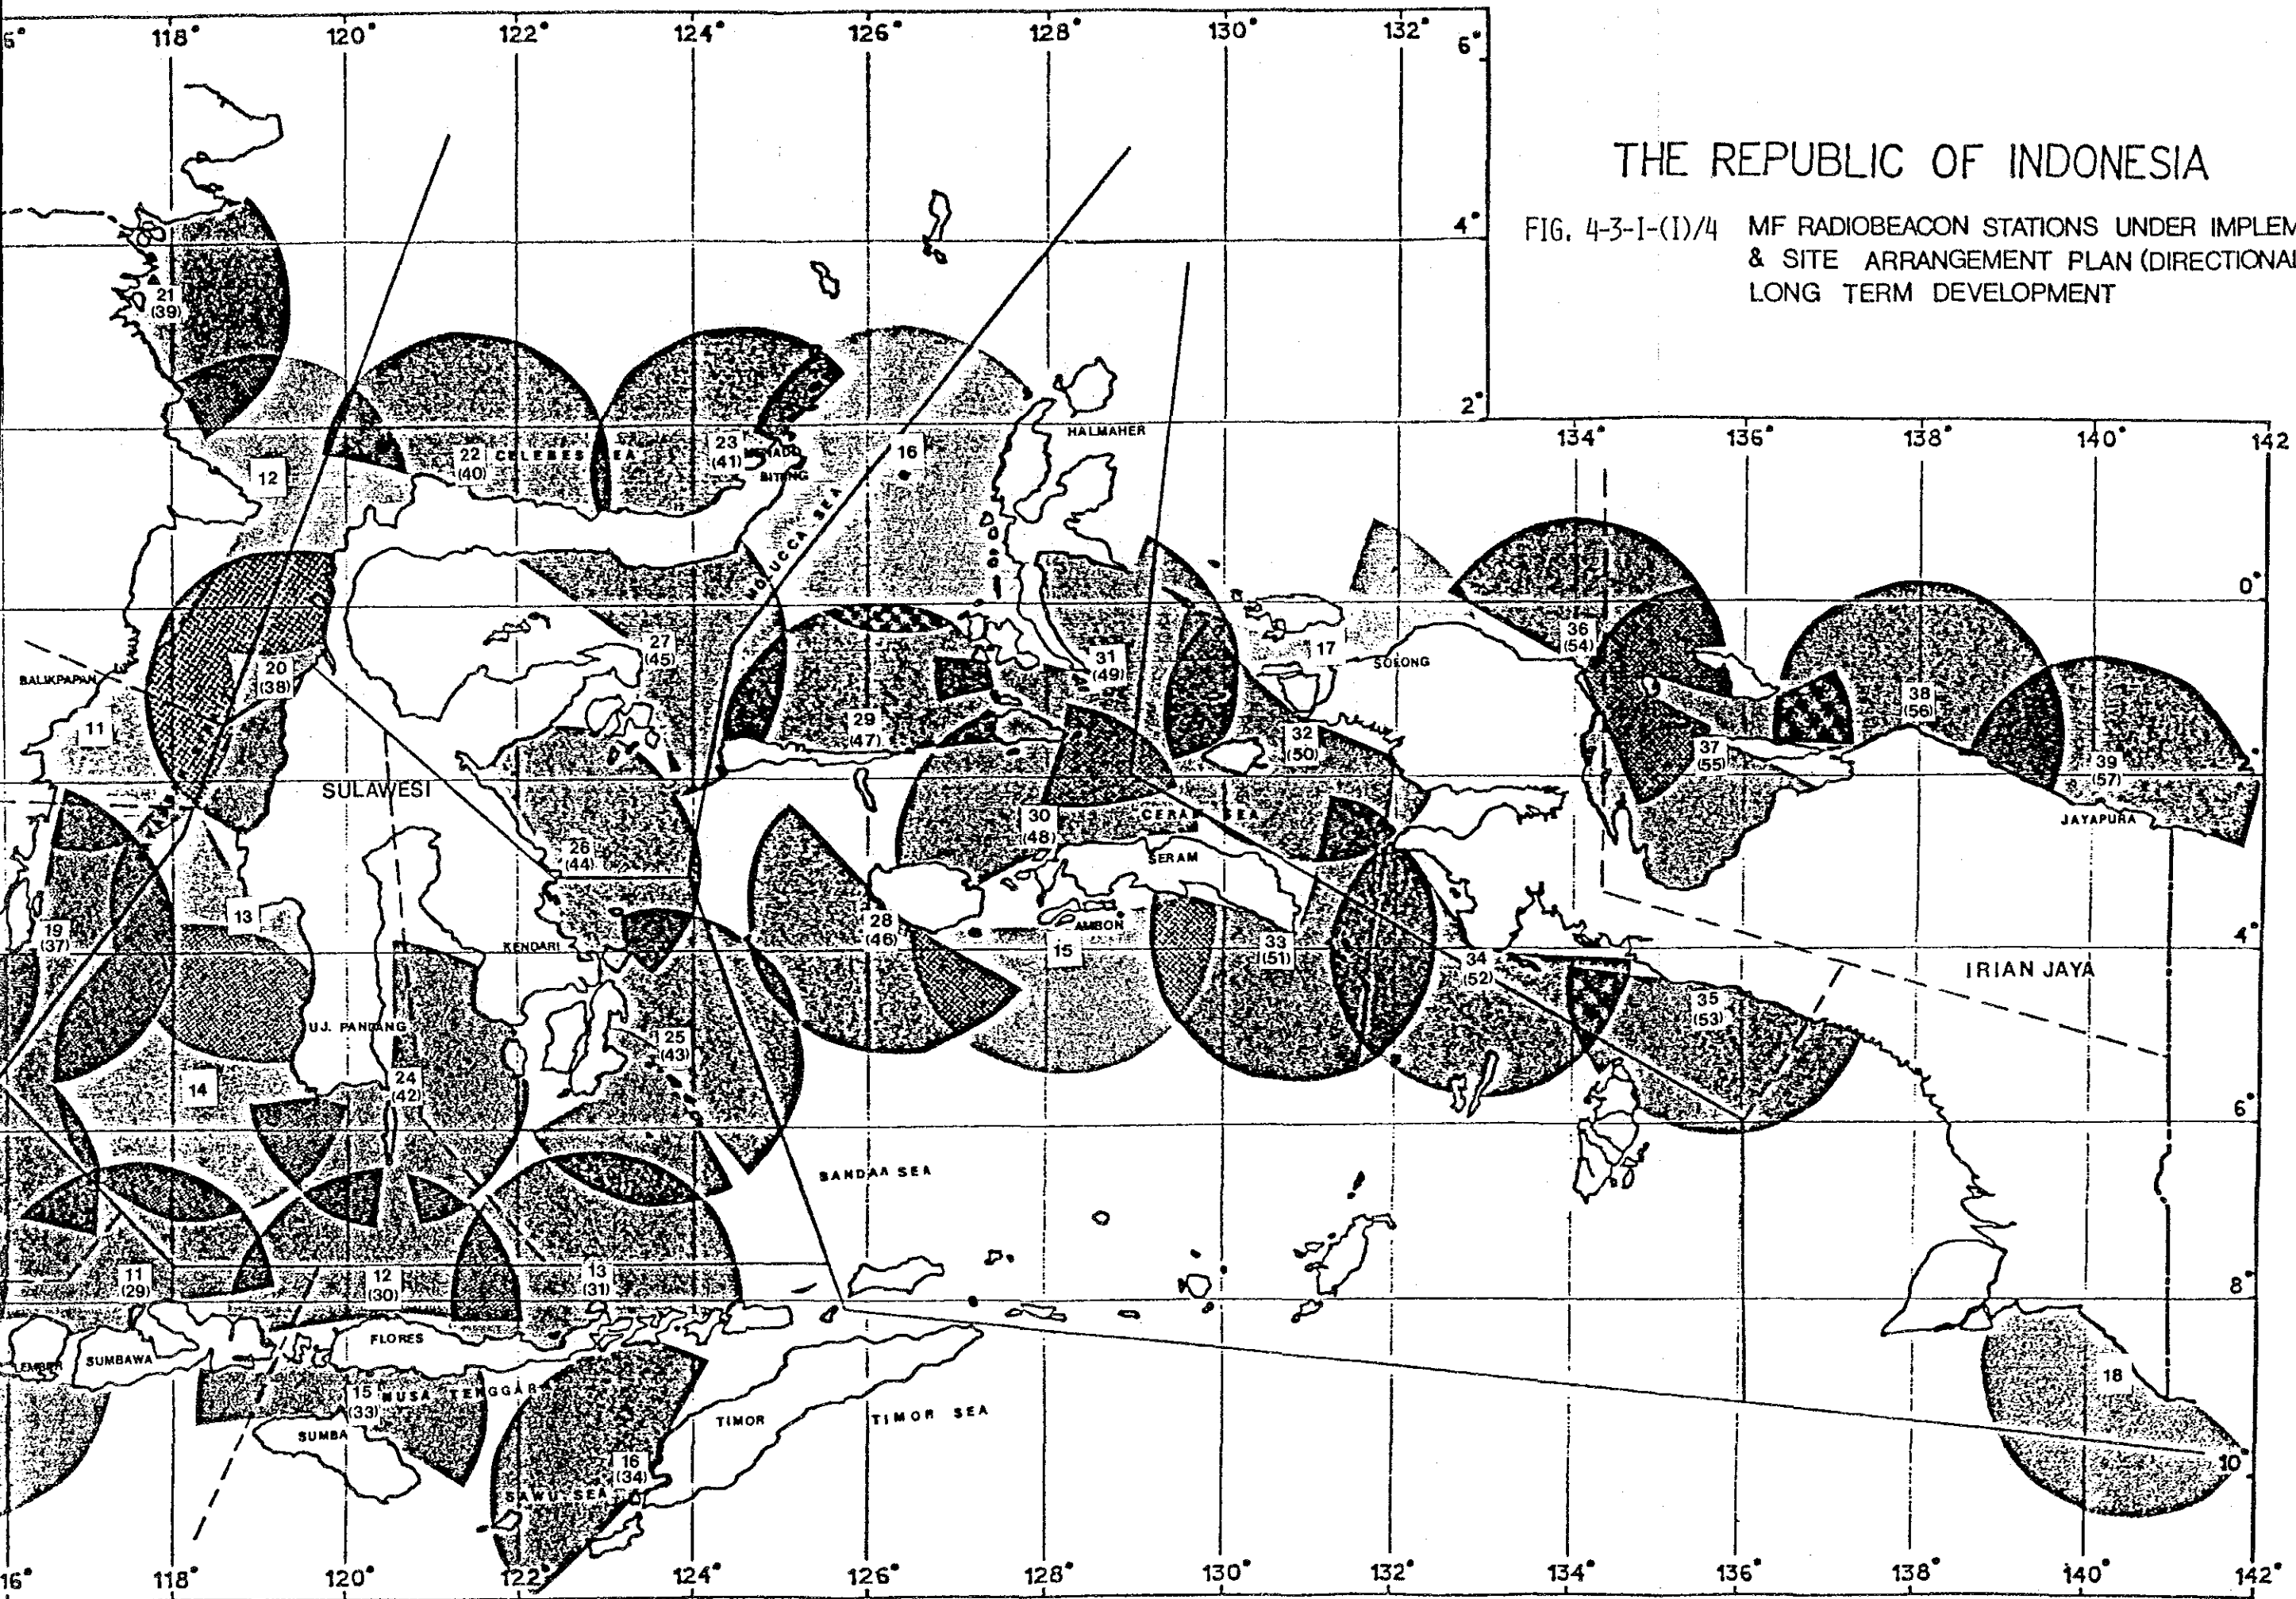 6° 118° 120° 122° 124° 126° 128° 130° 132° 6°
THE REPUBLIC OF INDONESIA
FIG. 4-3-I-(I)/4 MF RADIOBEACON STATIONS UNDER IMPLEM
& SITE ARRANGEMENT PLAN (DIRECTIONAL
LONG TERM DEVELOPMENT
4°
21
(39)
2°
134° 136° 138° 140° 142
HALMAHER
12
22
(40)
CELEBES SEA
23
(41)
MENADO
BITUNG
16
MOLUCCA SEA
0°
20
(38)
27
(45)
31
(49)
17
SOLONG
36
(54)
BALIKPAPAN
11
29
(47)
32
(50)
37
(55)
38
(56)
39
(57)
2°
SULAWESI
30
(48)
CERAM SEA
JAYAPURA
26
(44)
SERAM
13
19
(37)
KENDARI
28
(46)
AMBON
15
33
(51)
34
(52)
4°
IRIAN JAYA
UJ. PANDANG
25
(43)
35
(53)
14
24
(42)
6°
BANDAA SEA
11
(29)
12
(30)
13
(31)
8°
LEMBER
SUMBAWA
FLORES
15
(33)
NUSA TENGGARA
SUMBA
TIMOR
TIMOR SEA
18
16
(34)
SAWU SEA
10°
16° 118° 120° 122° 124° 126° 128° 130° 132° 134° 136° 138° 140° 142°